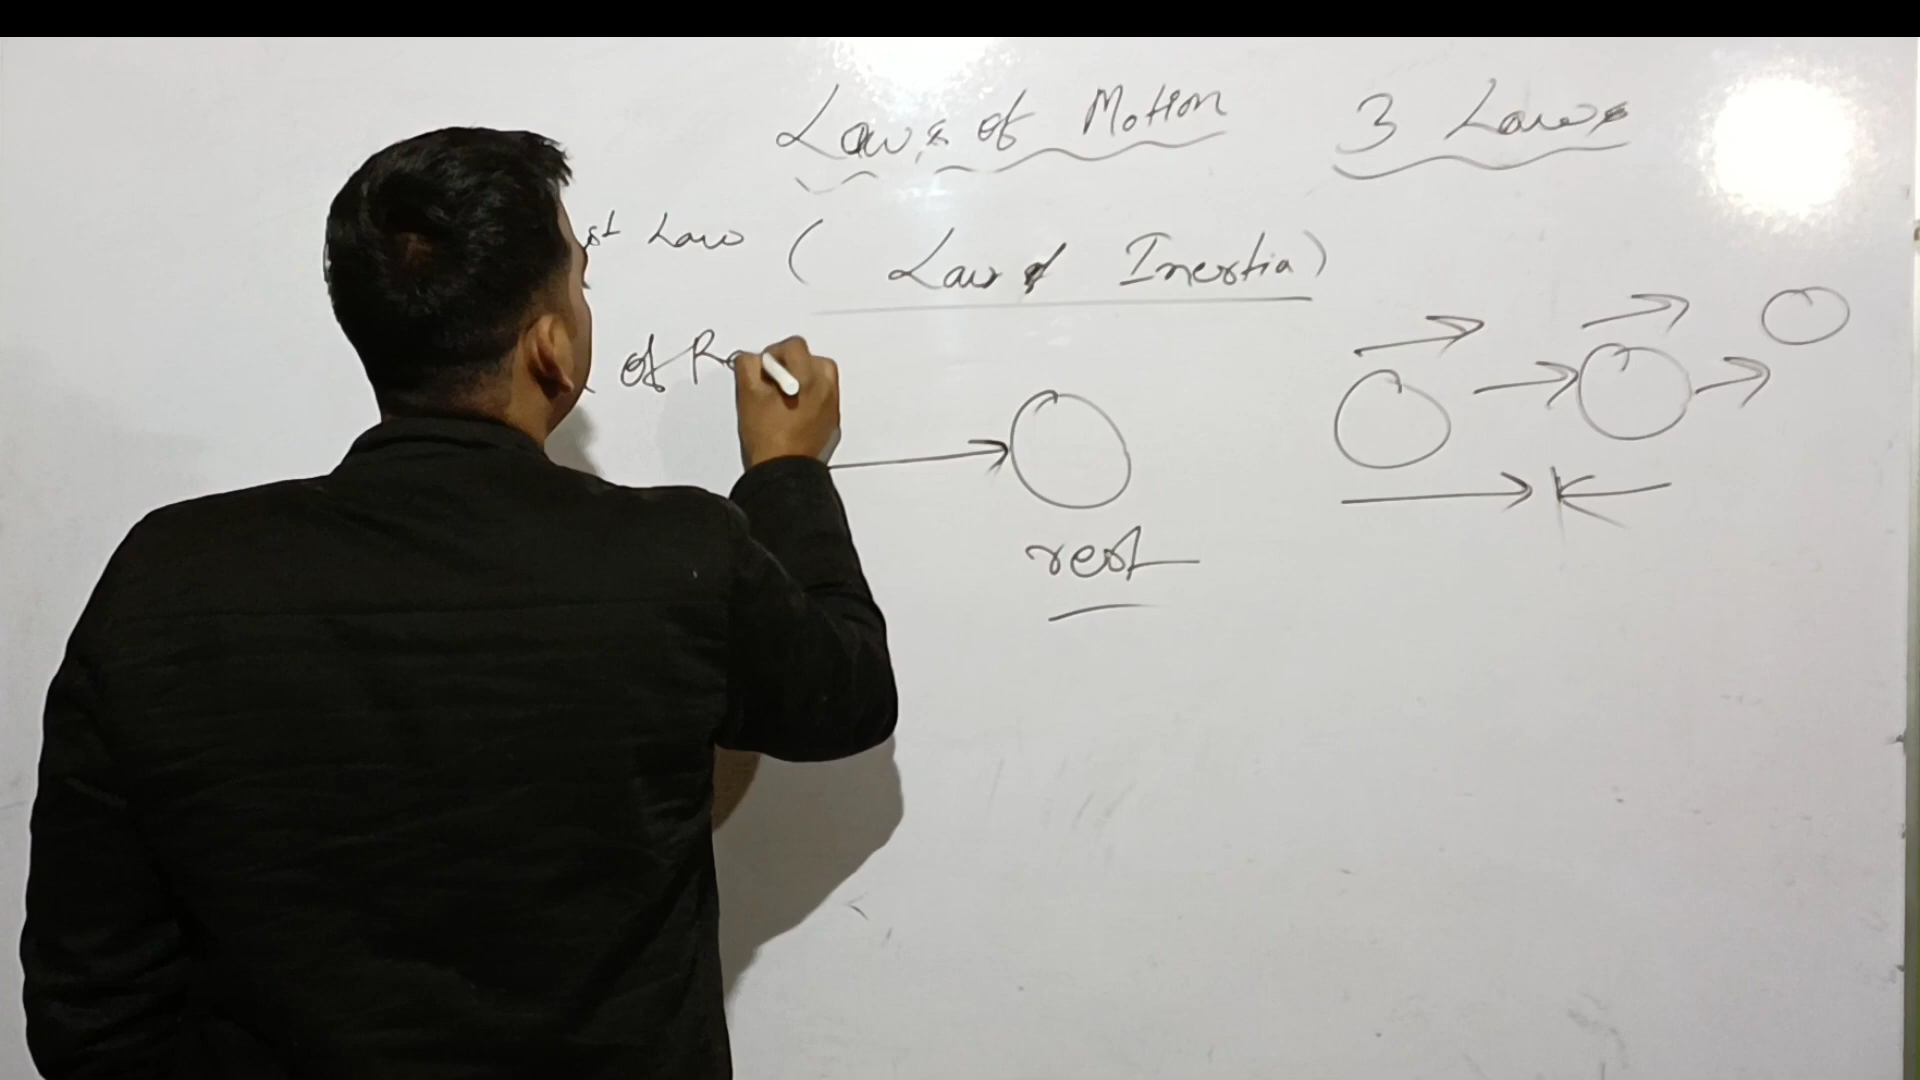 Laws of Motion 3 Laws
st Law ( Law of Inertia )
of Re
rest